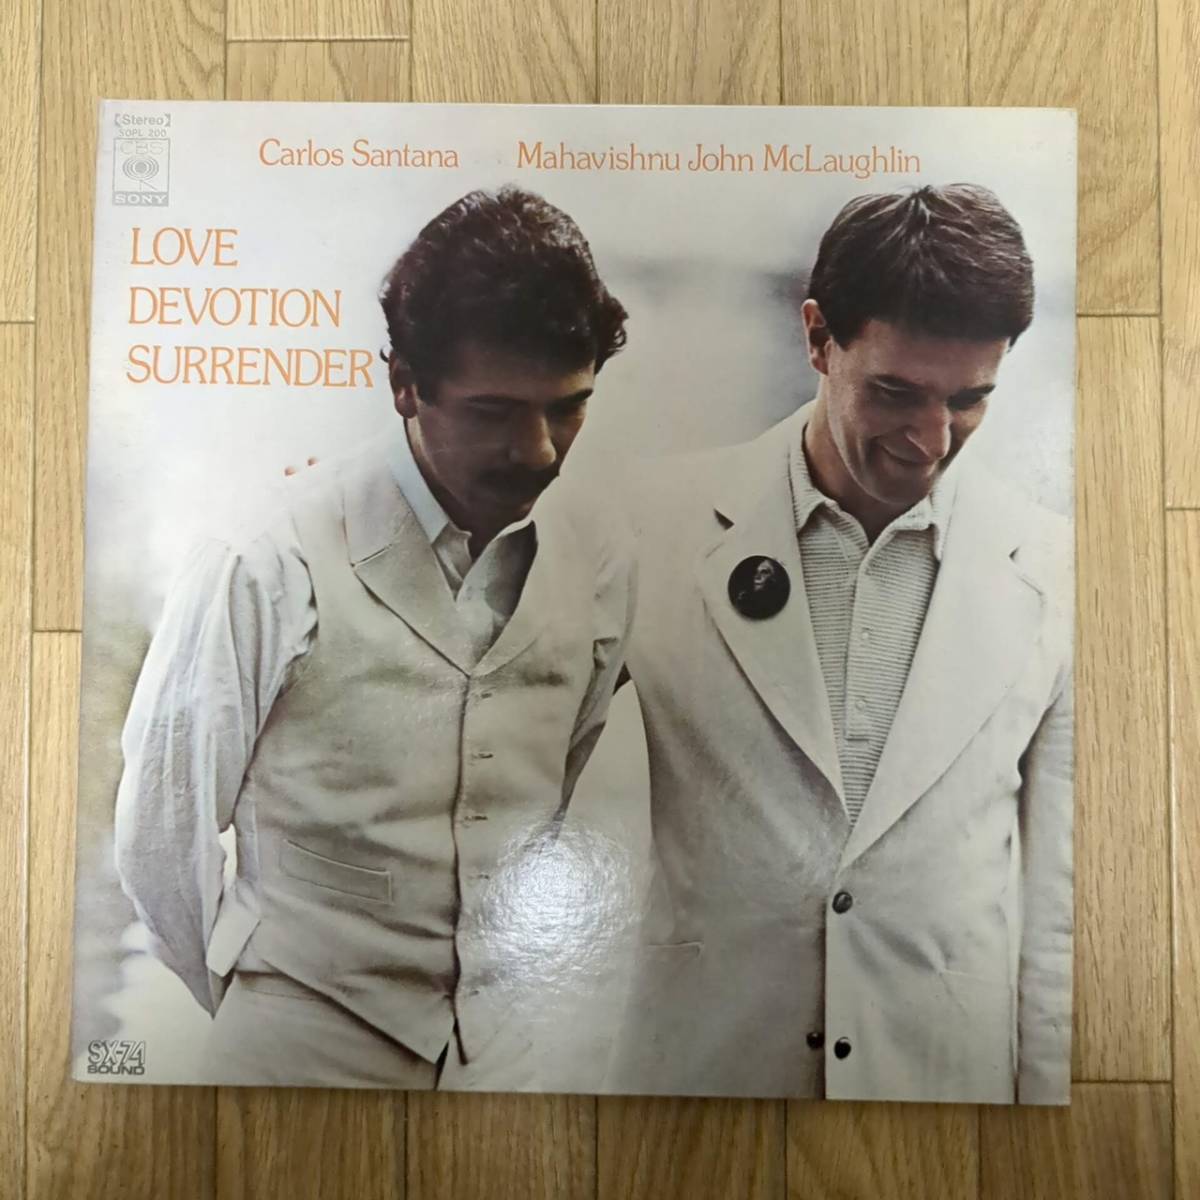 【Stereo】
SOPL 200
CBS
SONY
Carlos Santana Mahavishnu John McLaughlin
LOVE
DEVOTION
SURRENDER
SX-74
SOUND